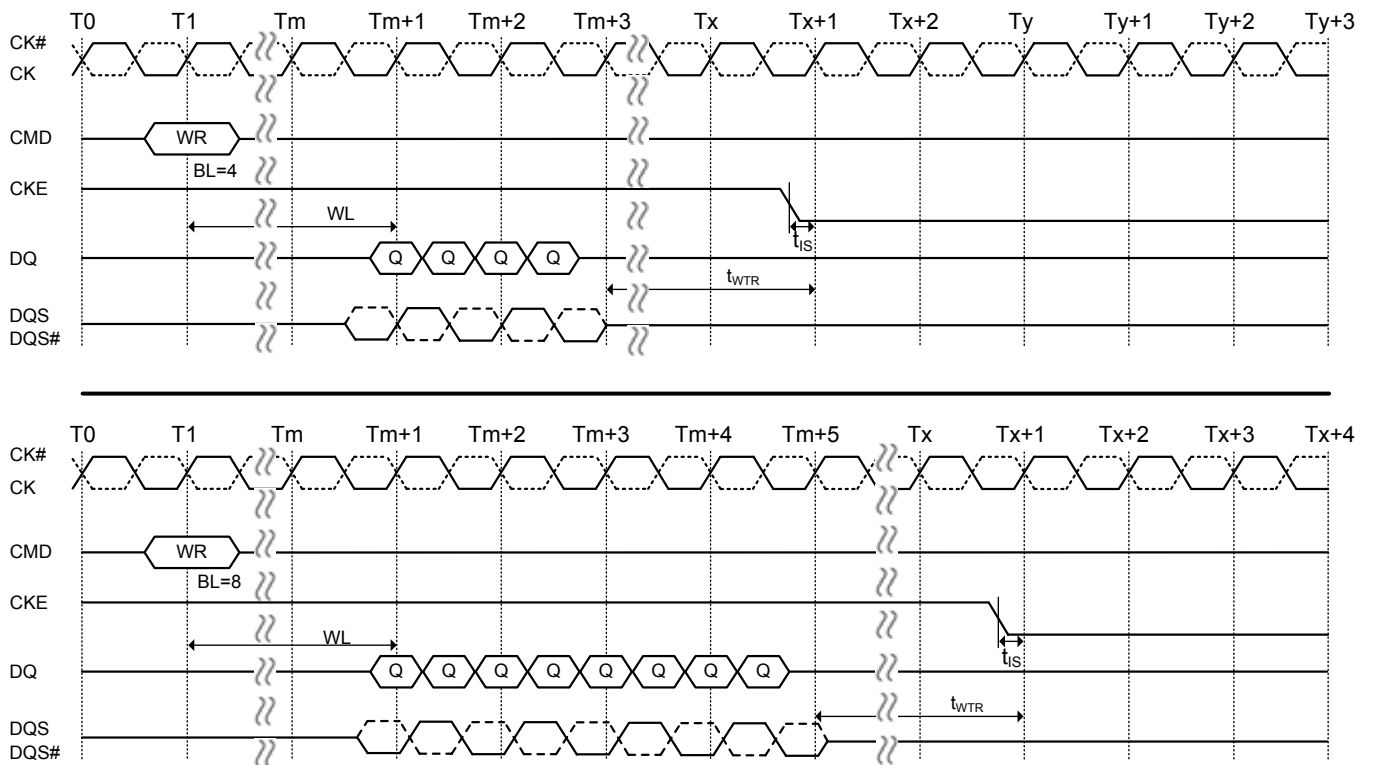 T0 T1 Tm Tm+1 Tm+2 Tm+3 Tx Tx+1 Tx+2 Ty Ty+1 Ty+2 Ty+3
CK#
CK
CMD WR
BL=4
CKE
WL
tIS
DQ Q Q Q Q
tWTR
DQS
DQS#
T0 T1 Tm Tm+1 Tm+2 Tm+3 Tm+4 Tm+5 Tx Tx+1 Tx+2 Tx+3 Tx+4
CK#
CK
CMD WR
BL=8
CKE
WL
tIS
DQ Q Q Q Q Q Q Q Q
tWTR
DQS
DQS#